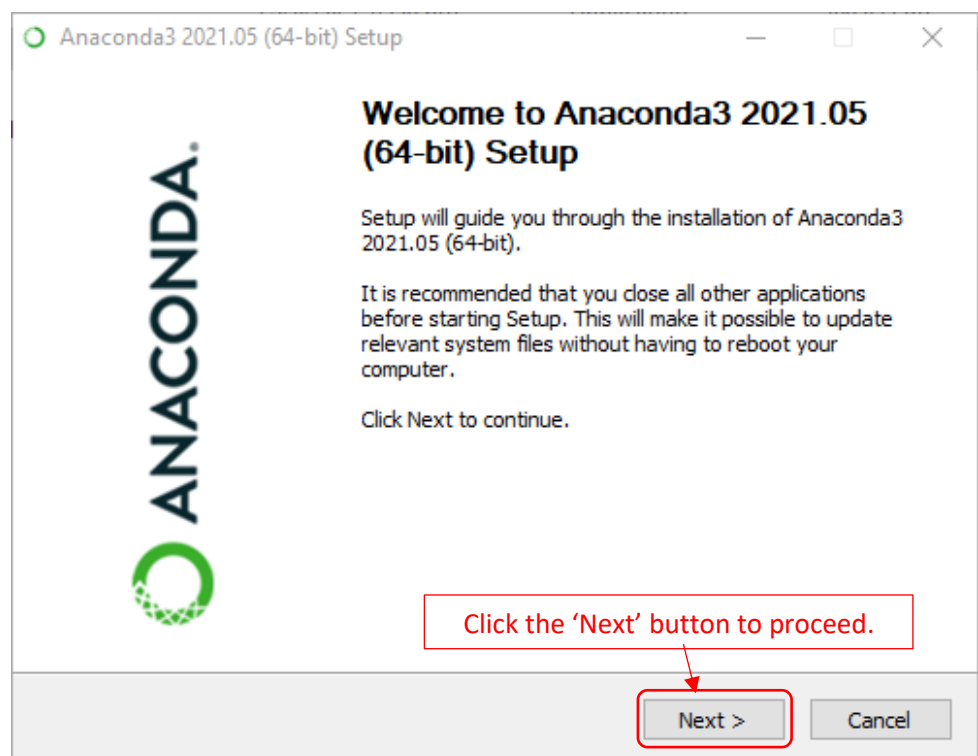 Anaconda3 2021.05 (64-bit) Setup
Welcome to Anaconda3 2021.05
(64-bit) Setup
ANACONDA.
Setup will guide you through the installation of Anaconda3
2021.05 (64-bit).
It is recommended that you close all other applications
before starting Setup. This will make it possible to update
relevant system files without having to reboot your
computer.
Click Next to continue.
Click the ‘Next’ button to proceed.
Next >
Cancel